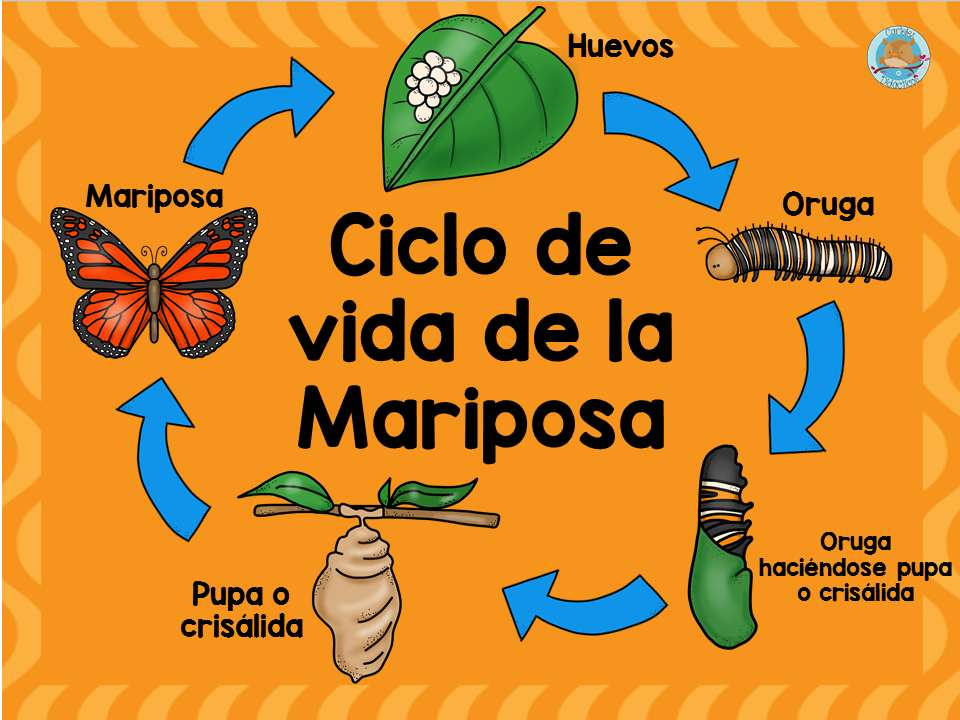 Huevos
Mariposa
Oruga
Ciclo de
vida de la
Mariposa
Oruga
haciéndose pupa
o crisálida
Pupa o
crisálida